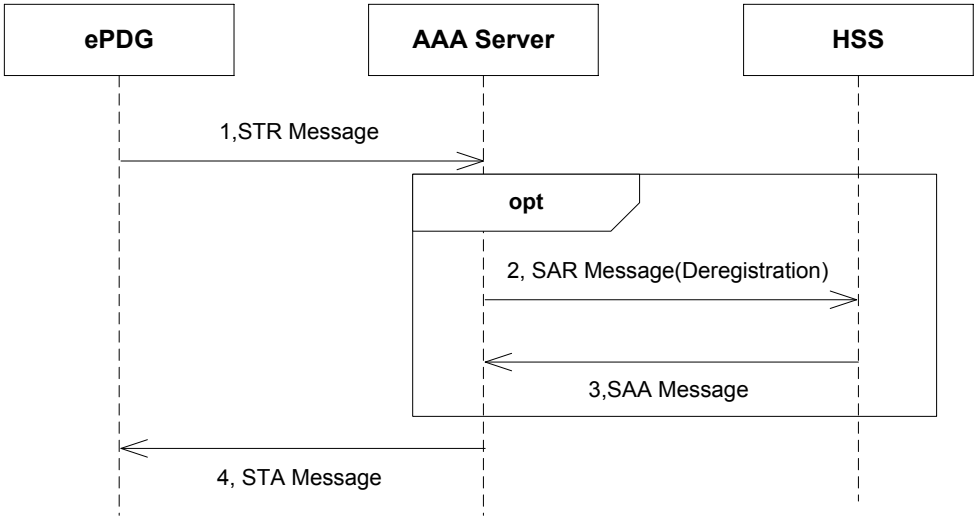 ePDG
AAA Server
HSS
1,STR Message
opt
2, SAR Message(Deregistration)
3,SAA Message
4, STA Message